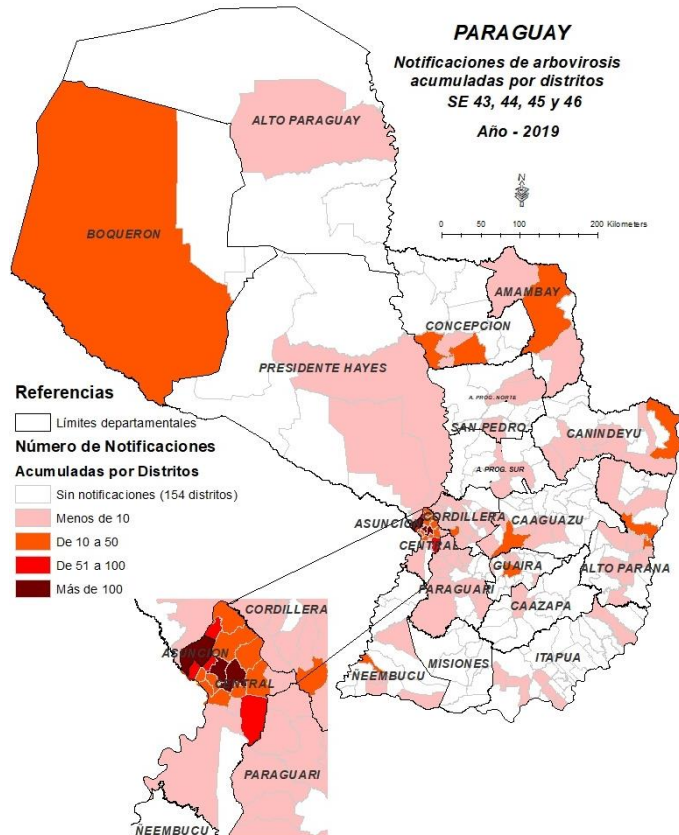 PARAGUAY
Notificaciones de arbovirosis
acumuladas por distritos
SE 43, 44, 45 y 46
Año - 2019
N
0 50 100 200 Kilometers
ALTO PARAGUAY
BOQUERON
AMAMBAY
CONCEPCION
PRESIDENTE HAYES
A. PROG. NORTE
SAN PEDRO
CANINDEYU
A. PROG. SUR
ASUNCION
CORDILLERA
CAAGUAZU
CENTRAL
GUAIRA
ALTO PARANA
PARAGUARI
CAAZAPA
MISIONES
ITAPUA
ÑEEMBUCU
Referencias
Límites departamentales
Número de Notificaciones
Acumuladas por Distritos
Sin notificaciones (154 distritos)
Menos de 10
De 10 a 50
De 51 a 100
Más de 100
CORDILLERA
ASUNCION
CENTRAL
PARAGUARI
ÑEEMBUCU